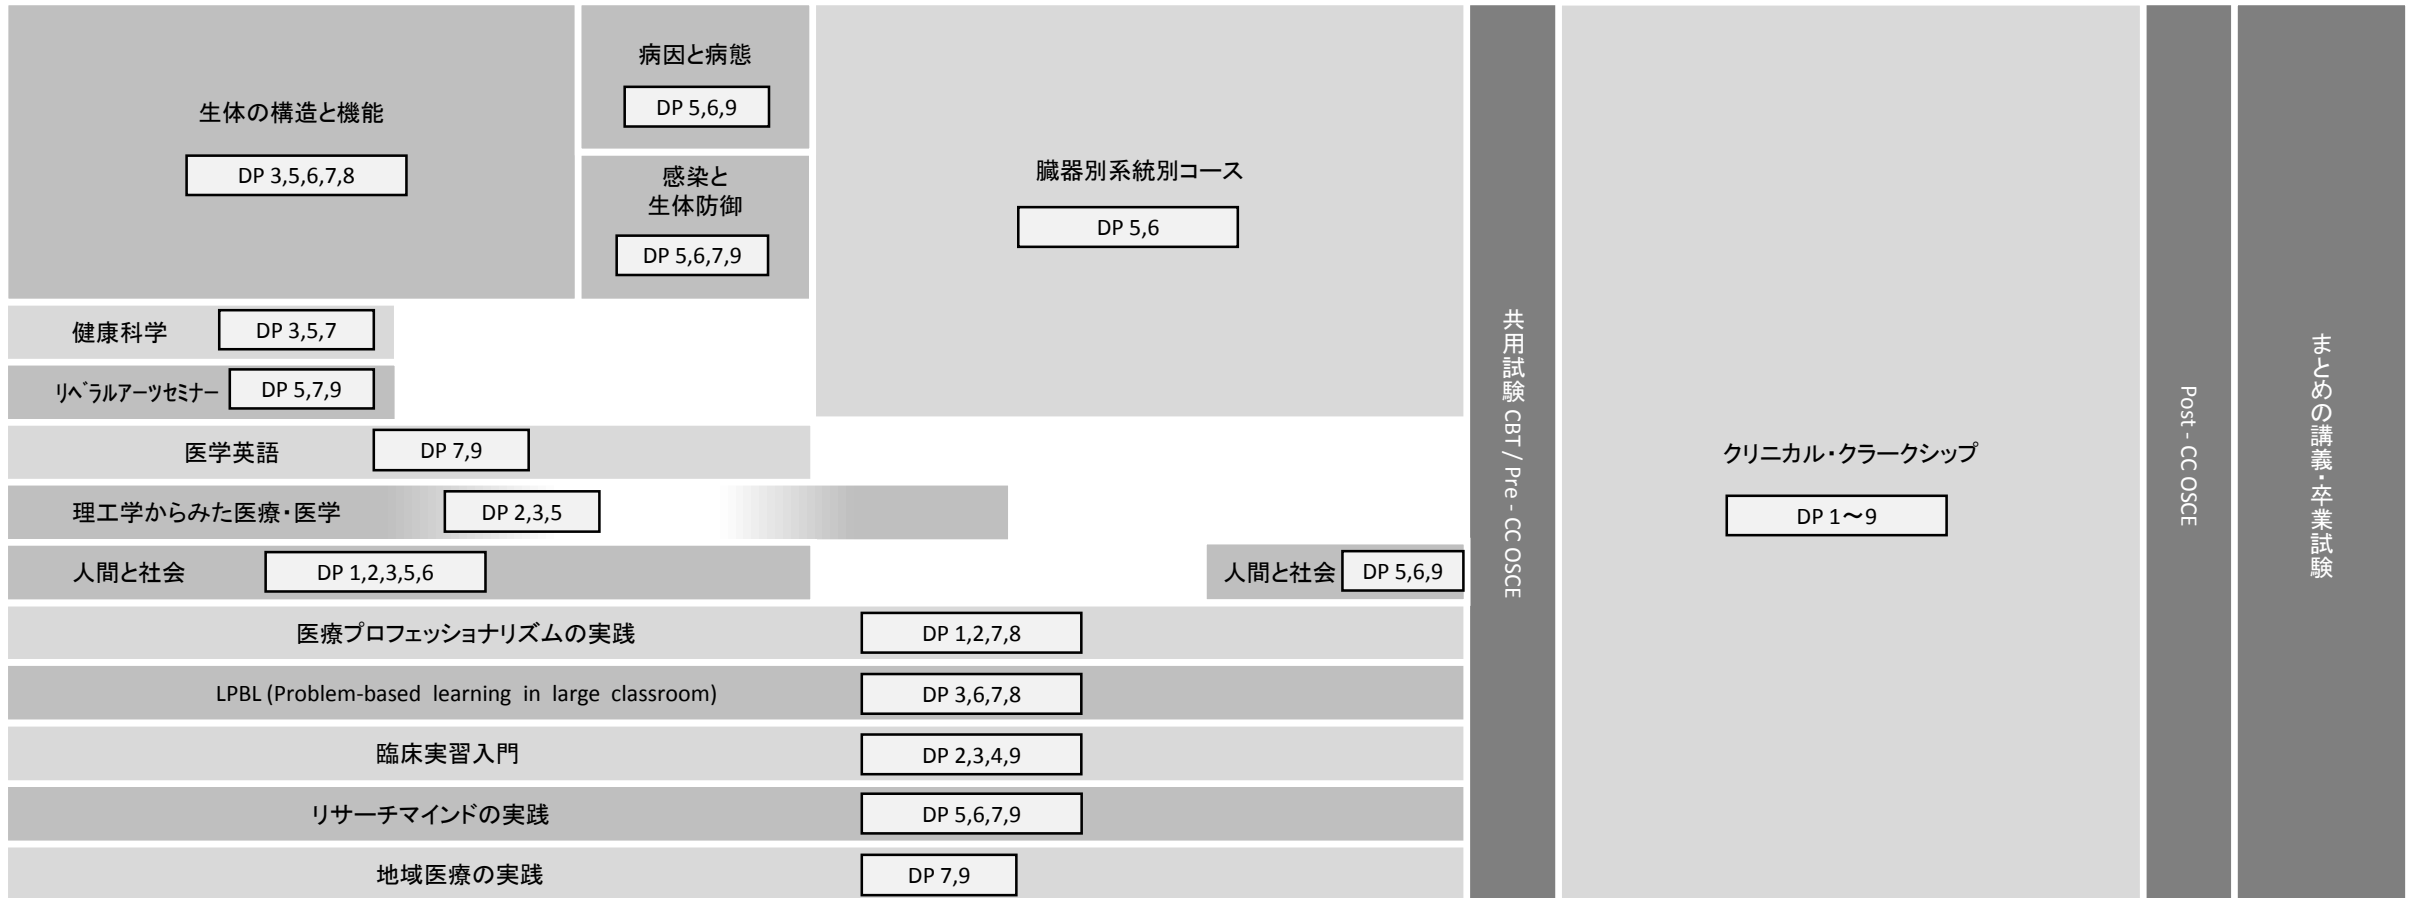 生体の構造と機能
DP 3,5,6,7,8
病因と病態
DP 5,6,9
感染と
生体防御
DP 5,6,7,9
臓器別系統別コース
DP 5,6
健康科学
DP 3,5,7
リベラルアーツセミナー
DP 5,7,9
医学英語
DP 7,9
理工学からみた医療・医学
DP 2,3,5
人間と社会
DP 1,2,3,5,6
人間と社会
DP 5,6,9
医療プロフェッショナリズムの実践
DP 1,2,7,8
LPBL (Problem-based learning in large classroom)
DP 3,6,7,8
臨床実習入門
DP 2,3,4,9
リサーチマインドの実践
DP 5,6,7,9
地域医療の実践
DP 7,9
共用試験 CBT / Pre - CC OSCE
クリニカル・クラークシップ
DP 1～9
Post - CC OSCE
まとめの講義・卒業試験